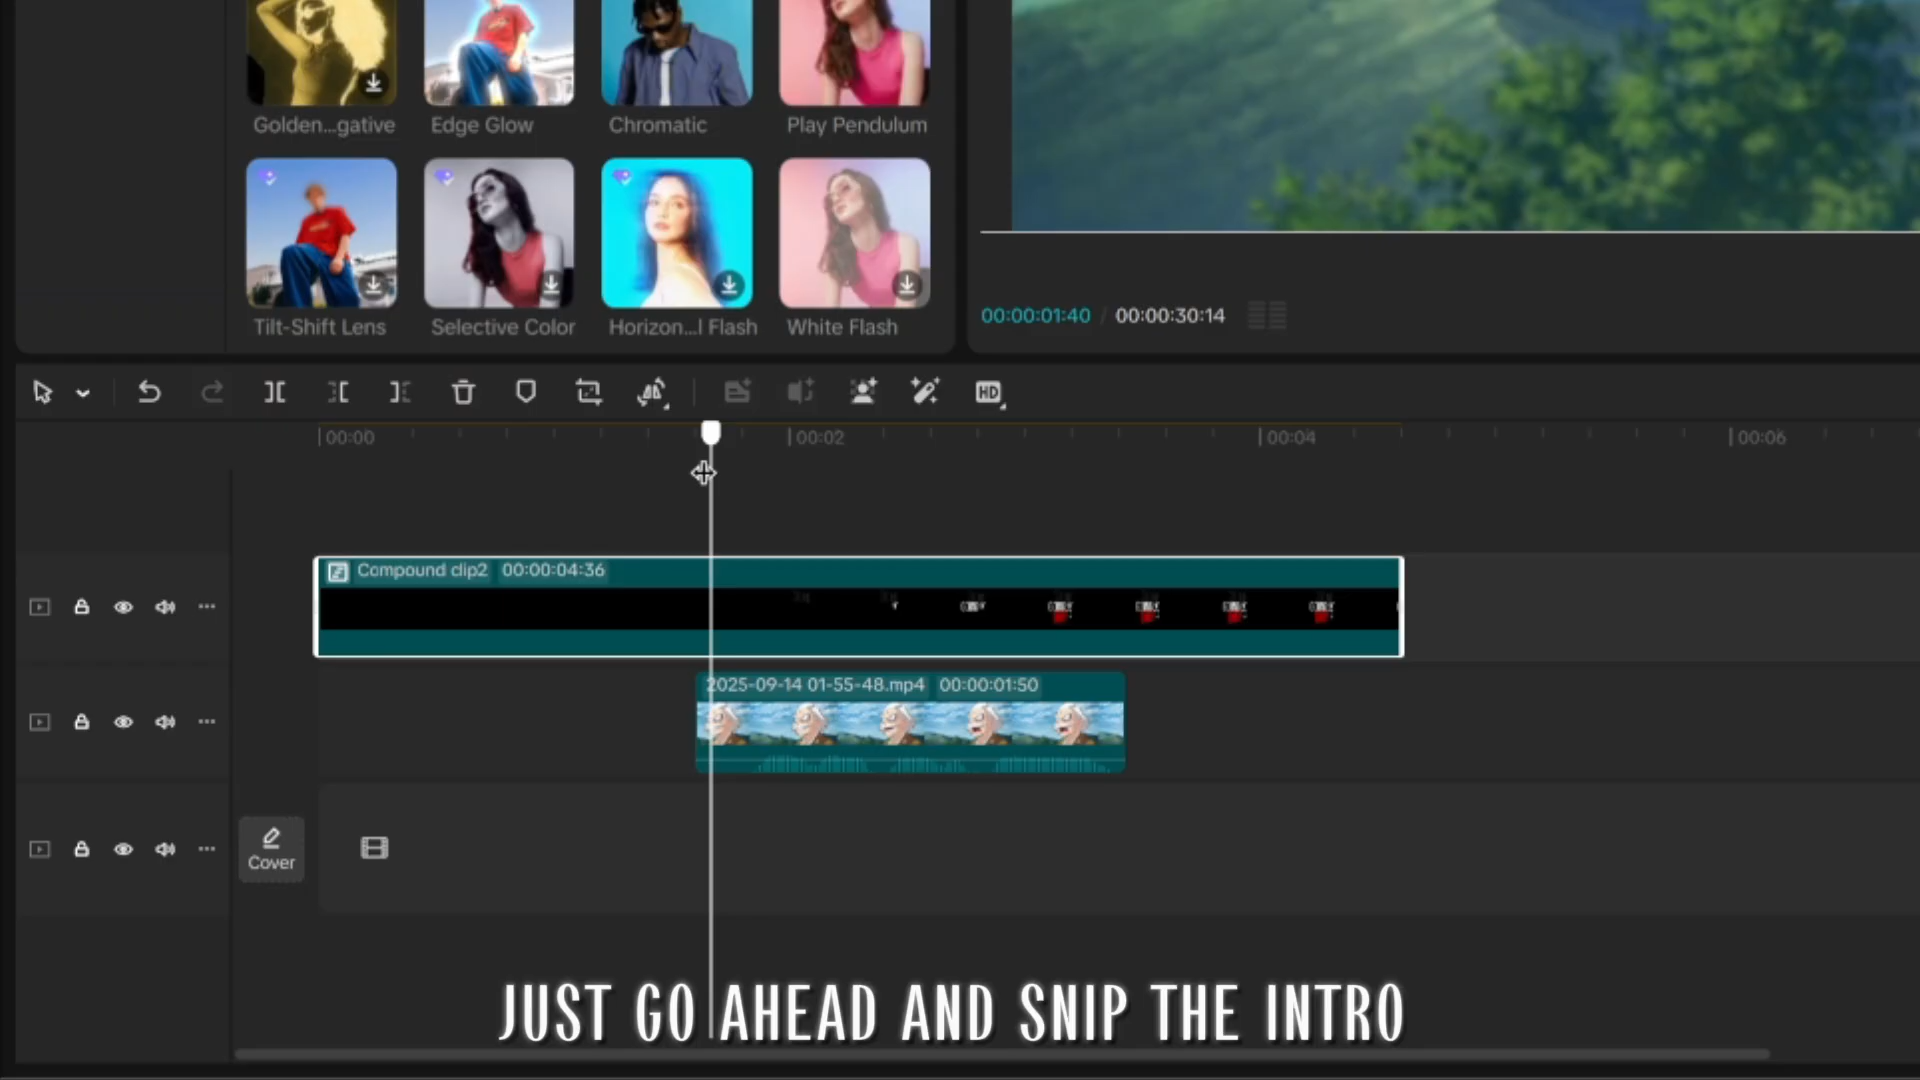 Golden...gative Edge Glow Chromatic Play Pendulum
Tilt-Shift Lens Selective Color Horizon...l Flash White Flash
00:00:01:40 / 00:00:30:14
HD
00:00 00:02 00:04 00:06
Compound clip2 00:00:04:36
2025-09-14 01-55-48.mp4 00:00:01:50
Cover
JUST GO AHEAD AND SNIP THE INTRO